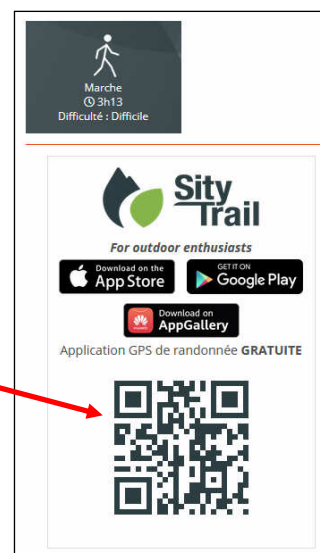 Marche
3h13
Difficulté : Difficile
Sity
Trail
For outdoor enthusiasts
Download on the
App Store
GET IT ON
Google Play
Download on
AppGallery
Application GPS de randonnée GRATUITE